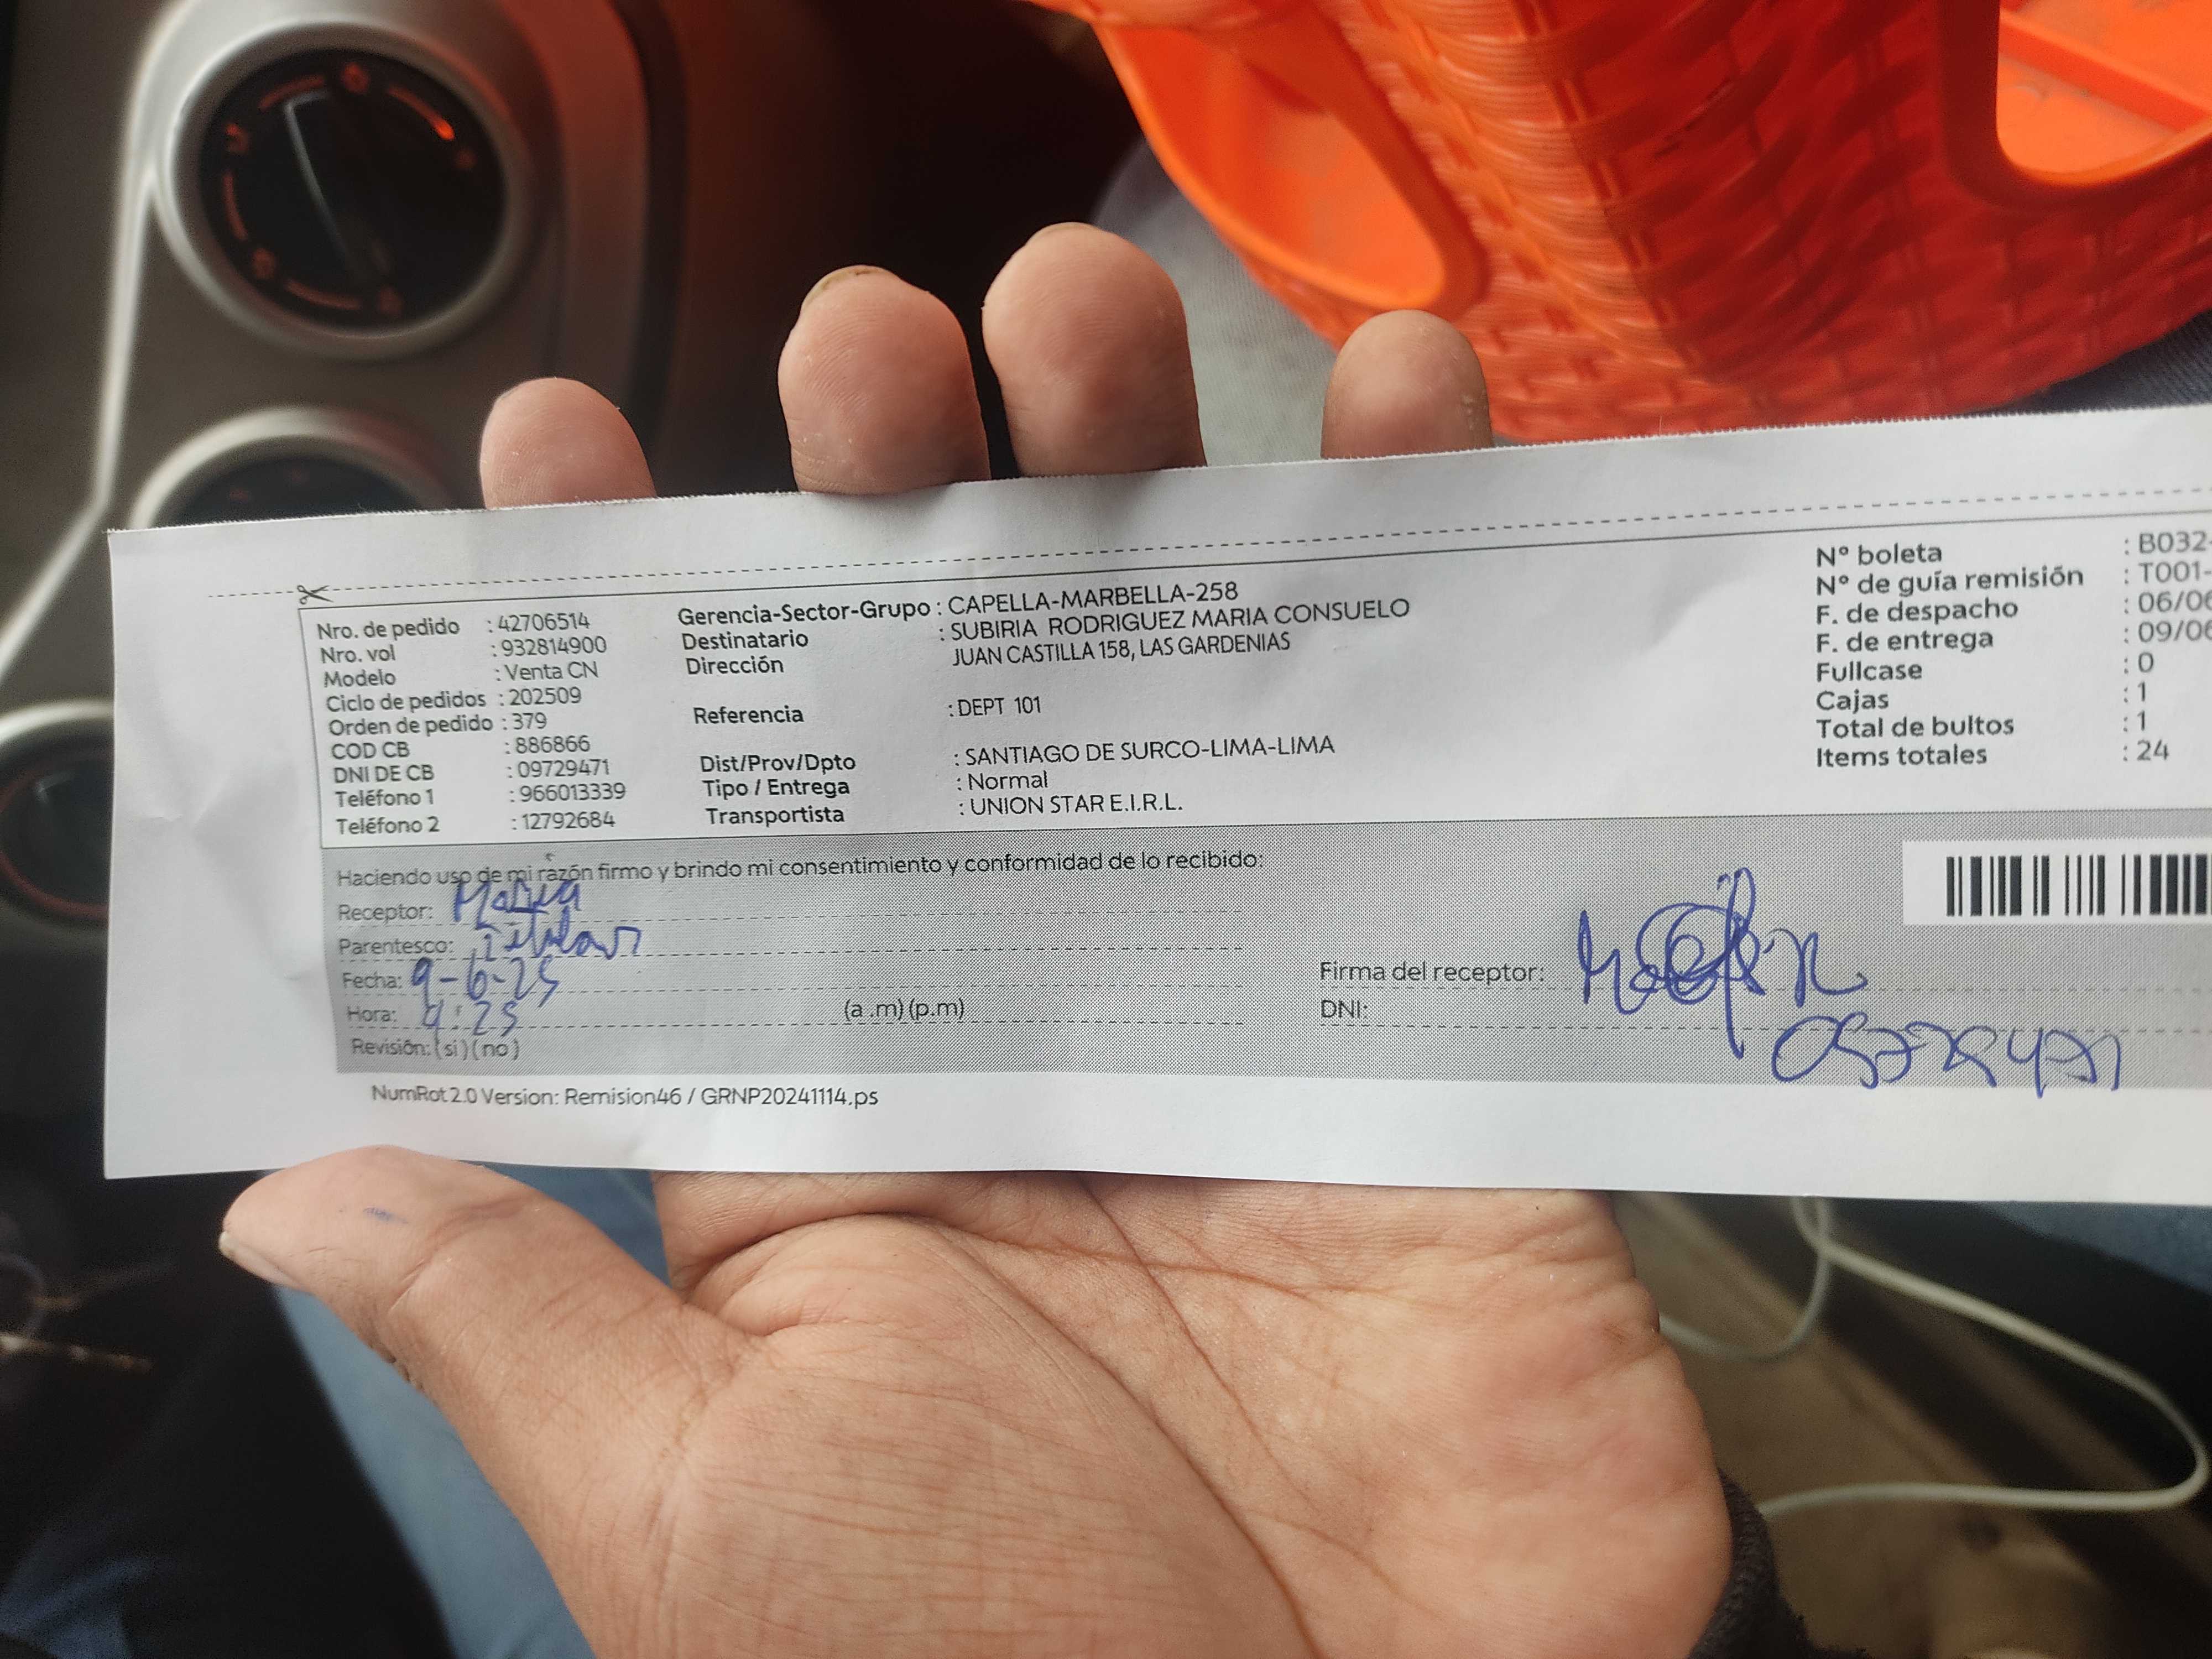 Nro. de pedido : 42706514
Nro. vol : 932814900
Modelo : Venta CN
Ciclo de pedidos : 202509
Orden de pedido : 379
COD CB : 886866
DNI DE CB : 09729471
Teléfono 1 : 966013339
Teléfono 2 : 12792684
Gerencia-Sector-Grupo : CAPELLA-MARBELLA-258
Destinatario : SUBIRIA RODRIGUEZ MARIA CONSUELO
Dirección JUAN CASTILLA 158, LAS GARDENIAS
Referencia : DEPT 101
Dist/Prov/Dpto : SANTIAGO DE SURCO-LIMA-LIMA
Tipo / Entrega : Normal
Transportista : UNION STAR E.I.R.L.
N° boleta : B032-
N° de guía remisión : T001-
F. de despacho : 06/06
F. de entrega : 09/06
Fullcase : 0
Cajas : 1
Total de bultos : 1
Items totales : 24
Haciendo uso de mi razón firmo y brindo mi consentimiento y conformidad de lo recibido:
Receptor: Maria
Parentesco: Titular
Fecha: 9-6-25
Hora: 9:25 (a .m) (p.m)
Revisión: (si) (no)
Firma del receptor:
DNI:
NumRot2.0 Version: Remision46 / GRNP20241114.ps